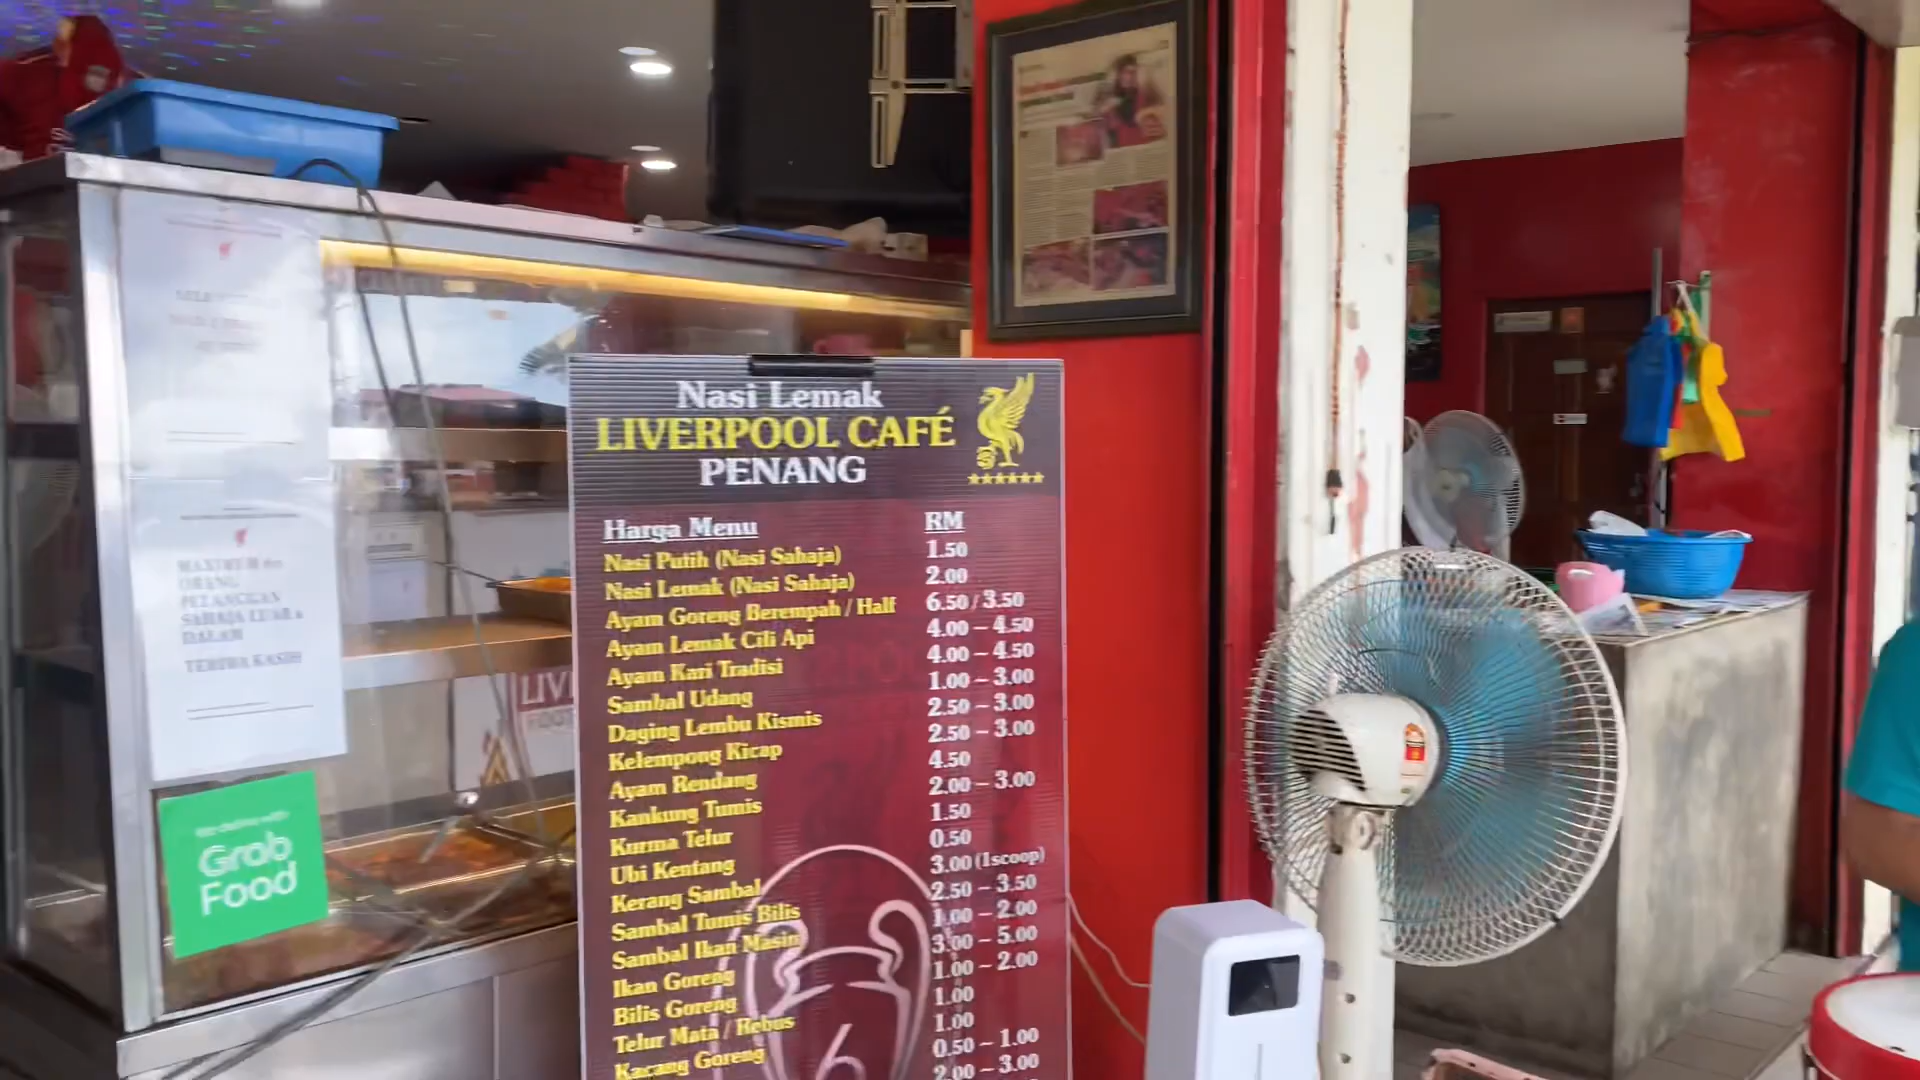 Nasi Lemak
LIVERPOOL CAFÉ
PENANG
Harga Menu RM
Nasi Putih (Nasi Sahaja) 1.50
Nasi Lemak (Nasi Sahaja) 2.00
Ayam Goreng Berempah / Half 6.50 / 3.50
Ayam Lemak Cili Api 4.00 – 4.50
Ayam Kari Tradisi 4.00 – 4.50
Sambal Udang 1.00 – 3.00
Daging Lembu Kismis 2.50 – 3.00
Kelempong Kicap 2.50 – 3.00
Ayam Rendang 4.50
Kankung Tumis 2.00 – 3.00
Kurma Telur 1.50
Ubi Kentang 0.50
Kerang Sambal 3.00 (1scoop)
Sambal Tumis Bilis 2.50 – 3.50
Sambal Ikan Masin 1.00 – 2.00
Ikan Goreng 3.00 – 5.00
Bilis Goreng 1.00 – 2.00
Telur Mata / Rebus 1.00
Kacang Goreng 1.00
0.50 – 1.00
2.00 – 3.00
6
MAXIMUM
ORANG
PELANGGAN
SAHAJA LUAR &
DALAM
TERIMA KASIH
Grab
Food
LIV